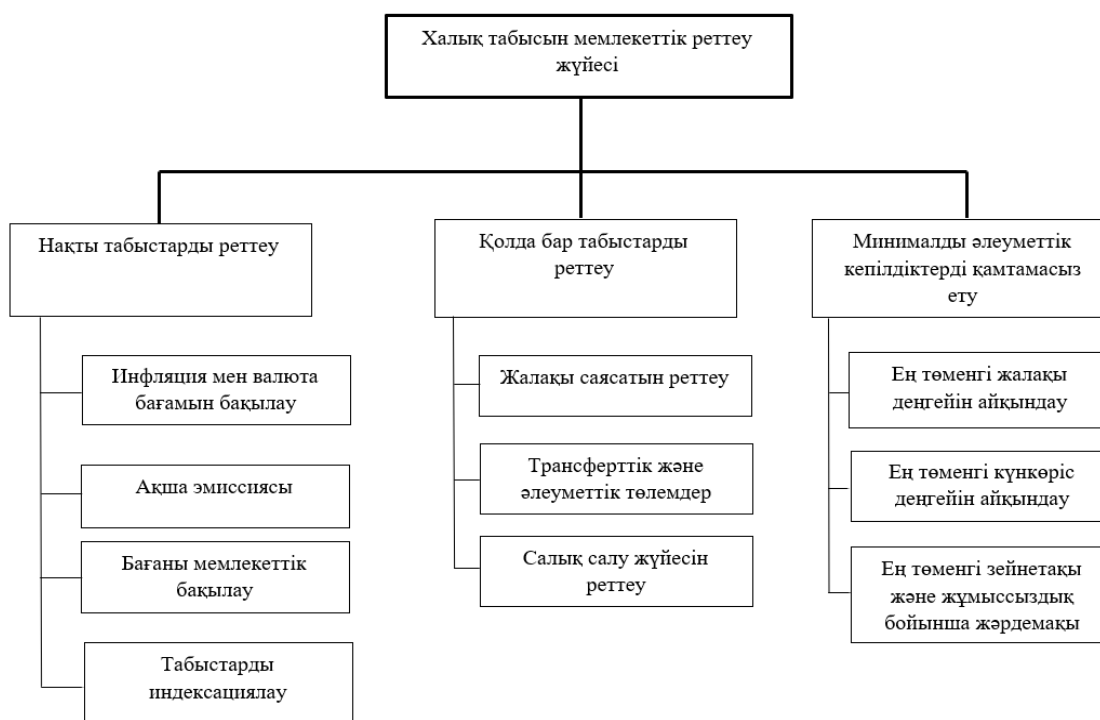 Халық табысын мемлекеттік реттеу
жүйесі
Нақты табыстарды реттеу
Инфляция мен валюта
бағамын бақылау
Ақша эмиссиясы
Бағаны мемлекеттік
бақылау
Табыстарды
индексациялау
Қолда бар табыстарды
реттеу
Жалақы саясатын реттеу
Трансферттік және
әлеуметтік төлемдер
Салық салу жүйесін
реттеу
Минималды әлеуметтік
кепілдіктерді қамтамасыз
ету
Ең төменгі жалақы
деңгейін айқындау
Ең төменгі күнкөріс
деңгейін айқындау
Ең төменгі зейнетақы
және жұмыссыздық
бойынша жәрдемақы